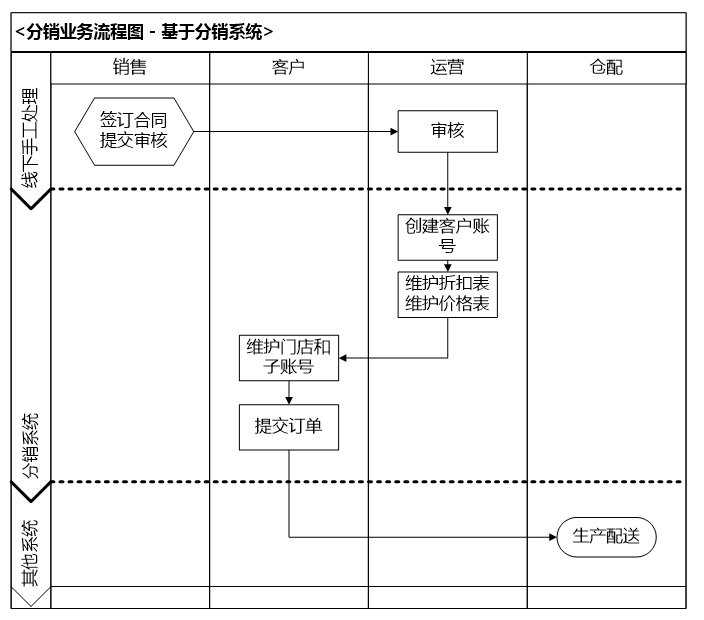 <分销业务流程图 - 基于分销系统>
销售
客户
运营
仓配
线下手工处理
签订合同
提交审核
审核
分销系统
创建客户账
号
维护折扣表
维护价格表
维护门店和
子账号
提交订单
其他系统
生产配送